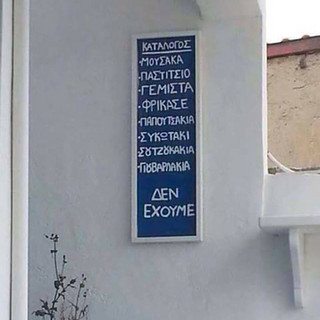 ΚΑΤΑΛΟΓΟΣ
·ΜΟΥΣΑΚΑ
·ΠΑΣΤΙΤΣΙΟ
·ΓΕΜΙΣΤΑ
·ΦΡΙΚΑΣΕ
·ΠΑΠΟΥΤΣΑΚΙΑ
·ΣΥΚΩΤΑΚΙ
·ΣΟΥΤΖΟΥΚΑΚΙΑ
·ΓΙΟΥΒΑΡΛΑΚΙΑ
ΔΕΝ
ΕΧΟΥΜΕ